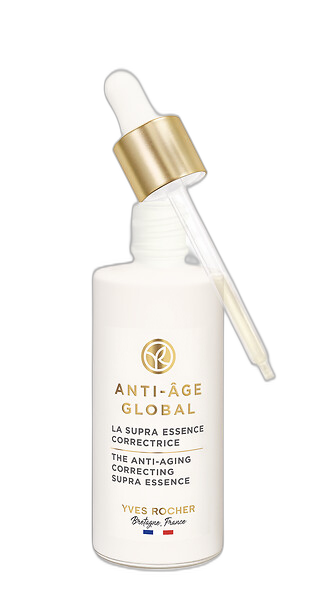 ANTI-ÂGE
GLOBAL
LA SUPRA ESSENCE
CORRECTRICE
THE ANTI-AGING
CORRECTING
SUPRA ESSENCE
YVES ROCHER
Bretagne, France